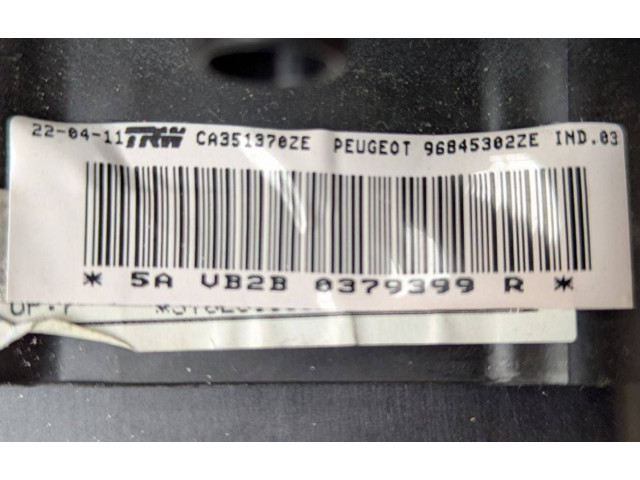 22-04-11 TRW CA351370ZE PEUGEOT 96845302ZE IND.03
* 5A VB2B 0379399 R *